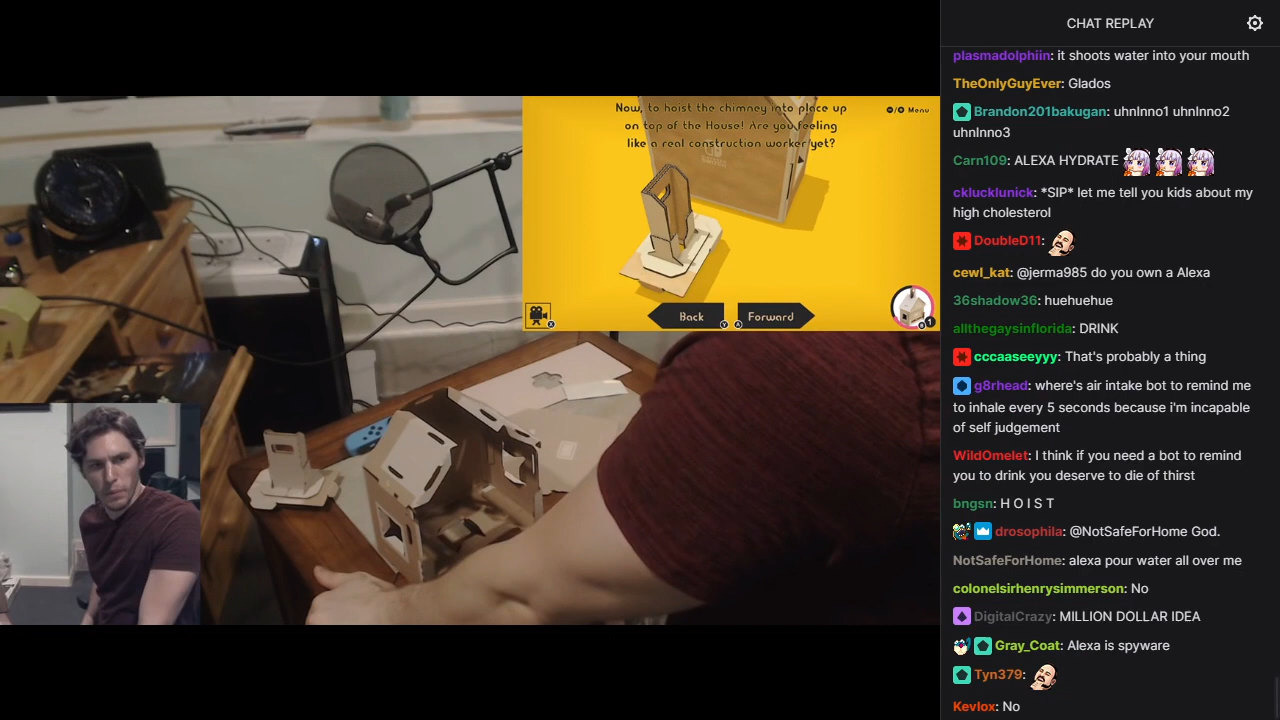 Now, to hoist the chimney into place up
on top of the House! Are you feeling
like a real construction worker yet?
Menu
Back
Forward
X
Y
A
CHAT REPLAY
plasmadolphiin: it shoots water into your mouth
TheOnlyGuyEver: Glados
Brandon201bakugan: uhnInno1 uhnInno2
uhnInno3
Carn109: ALEXA HYDRATE
cklucklunick: *SIP* let me tell you kids about my
high cholesterol
DoubleD11:
cewl_kat: @jerma985 do you own a Alexa
36shadow36: huehuehue
allthegaysinflorida: DRINK
cccaaseeyyy: That's probably a thing
g8rhead: where's air intake bot to remind me
to inhale every 5 seconds because i'm incapable
of self judgement
WildOmelet: I think if you need a bot to remind
you to drink you deserve to die of thirst
bngsn: H O I S T
drosophila: @NotSafeForHome God.
NotSafeForHome: alexa pour water all over me
colonelsirhenrysimmerson: No
DigitalCrazy: MILLION DOLLAR IDEA
Gray_Coat: Alexa is spyware
Tyn379:
Kevlox: No